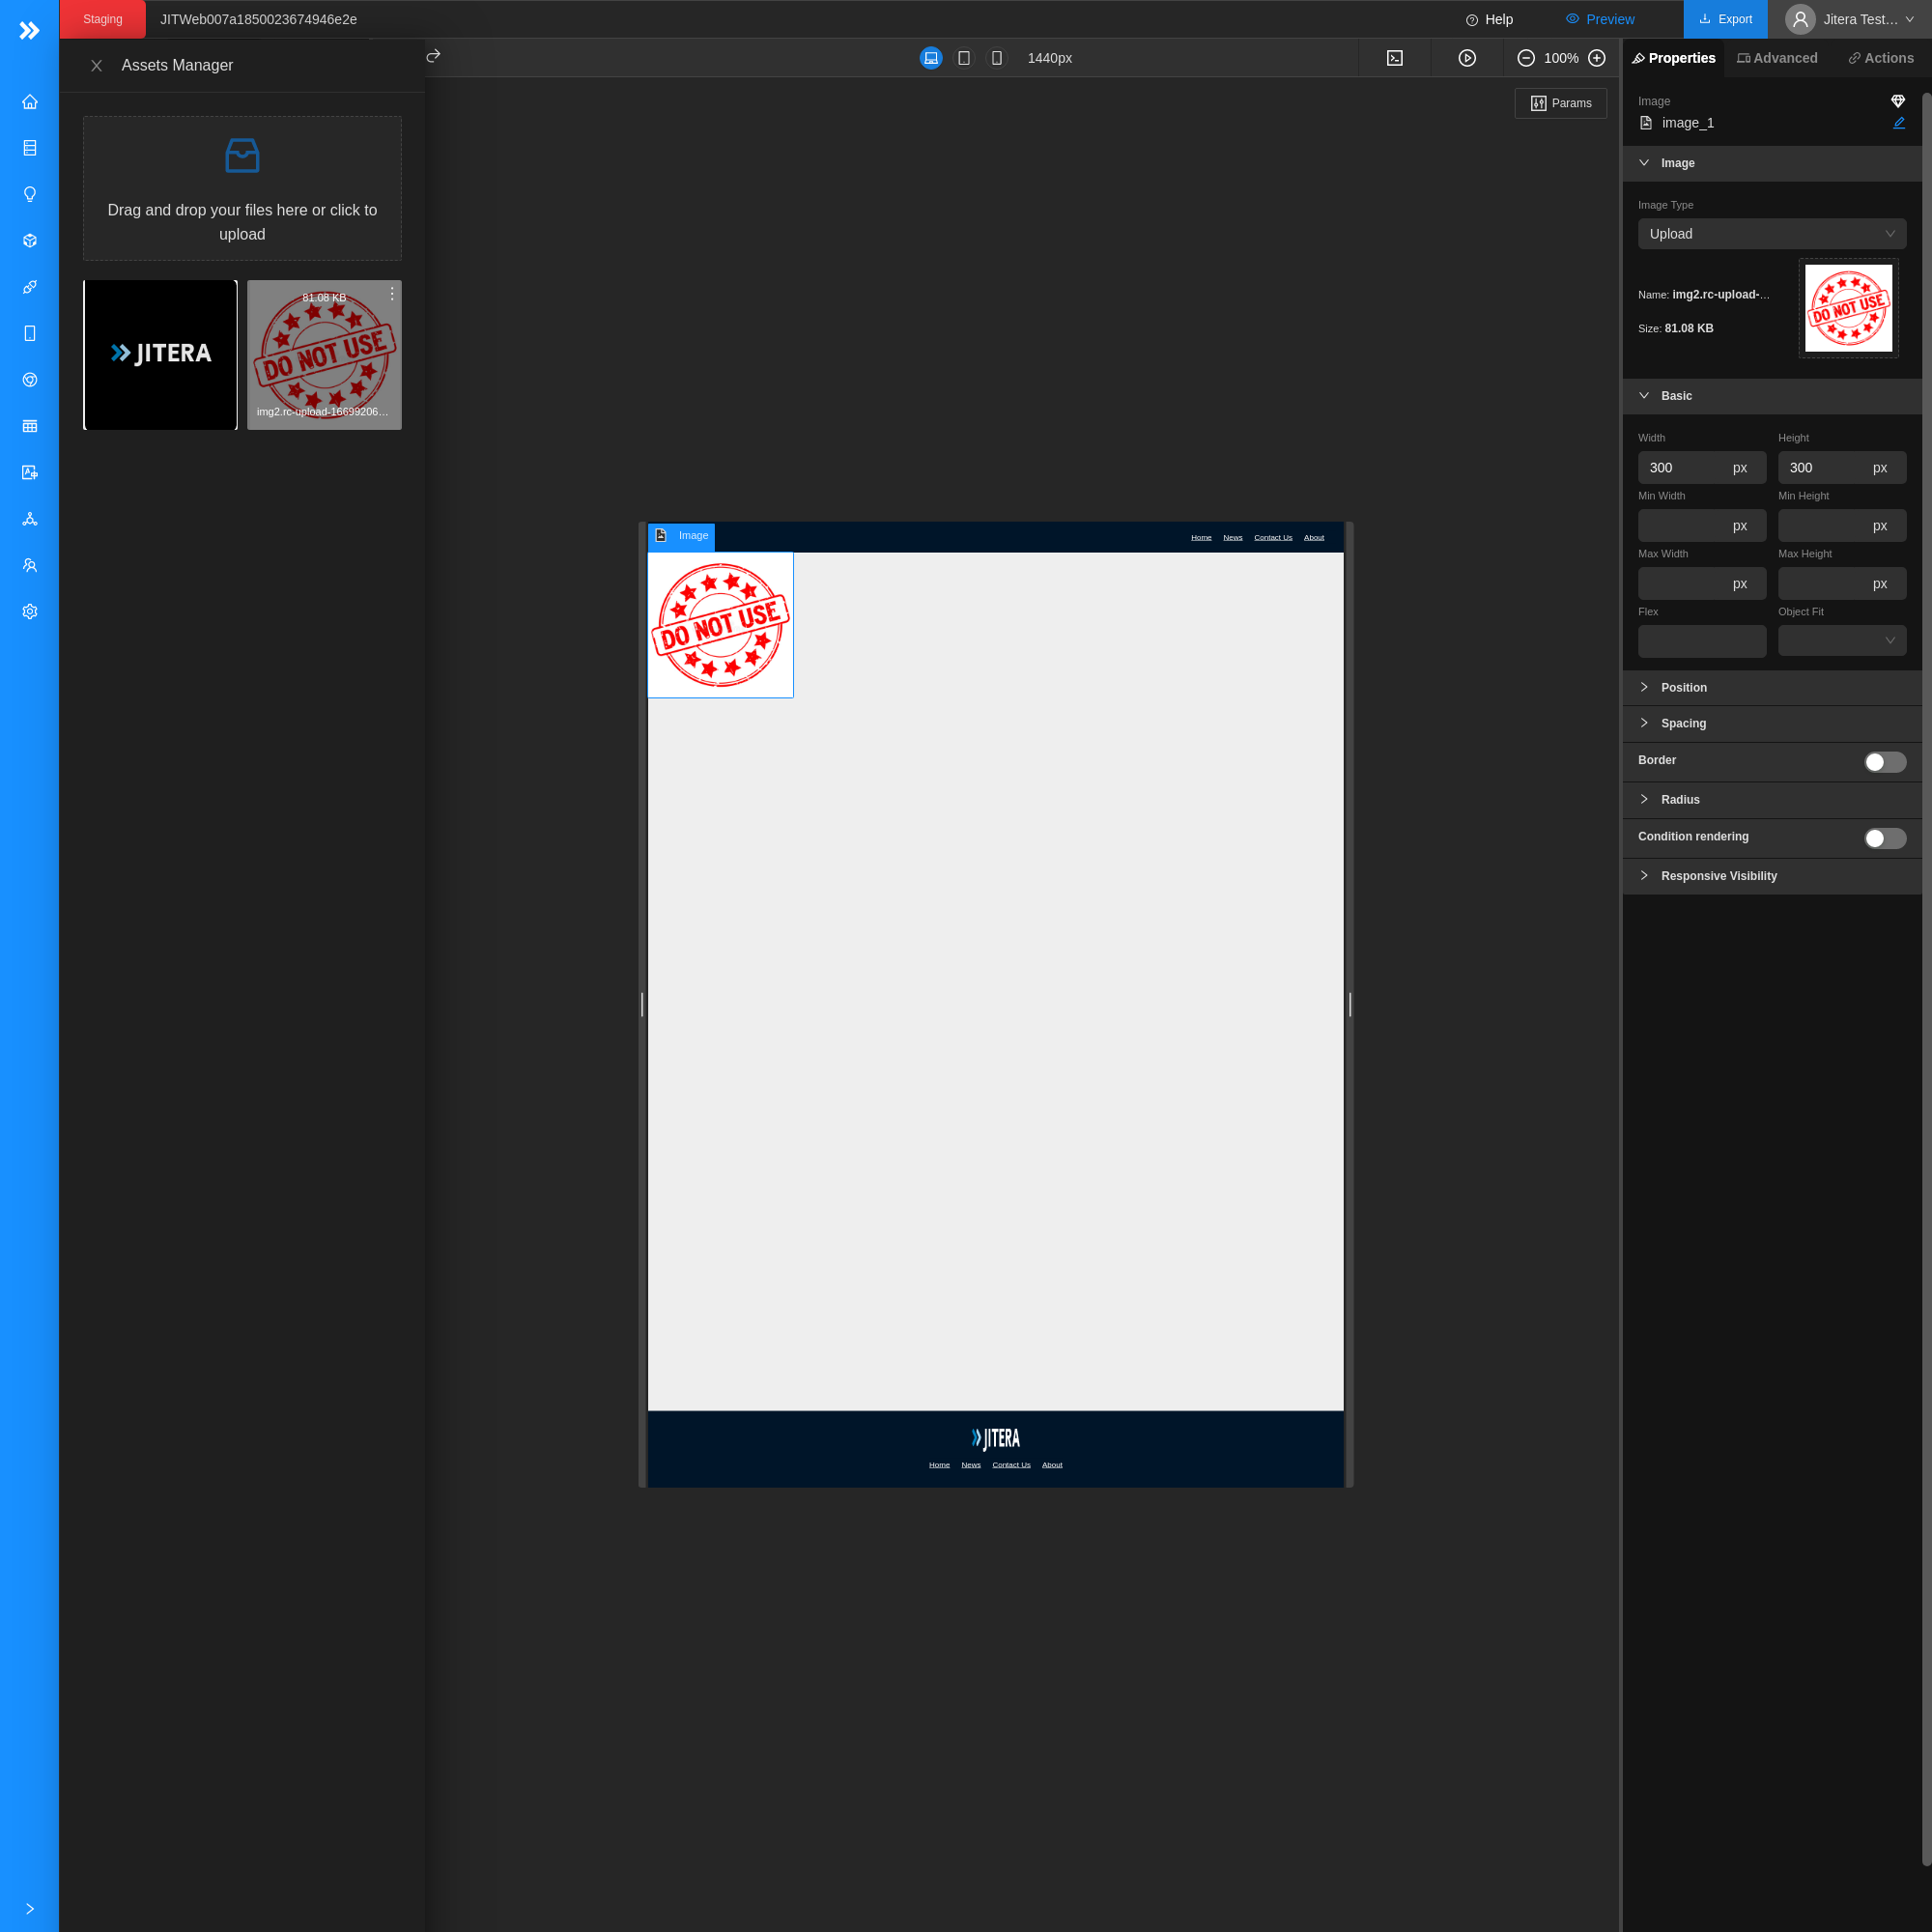 Staging
JITWeb007a1850023674946e2e
Help
Preview
Export
Jitera Test…
Assets Manager
1440px
100%
Properties
Advanced
Actions
Params
Drag and drop your files here or click to
upload
JITERA
81.08 KB
DO NOT USE
img2.rc-upload-16699206…
Image
image_1
Image
Image Type
Upload
Name: img2.rc-upload-…
Size: 81.08 KB
DO NOT USE
Basic
Width
Height
300 px
300 px
Min Width
Min Height
px
px
Max Width
Max Height
px
px
Flex
Object Fit
Position
Spacing
Border
Radius
Condition rendering
Responsive Visibility
Image
Home News Contact Us About
DO NOT USE
JITERA
Home News Contact Us About